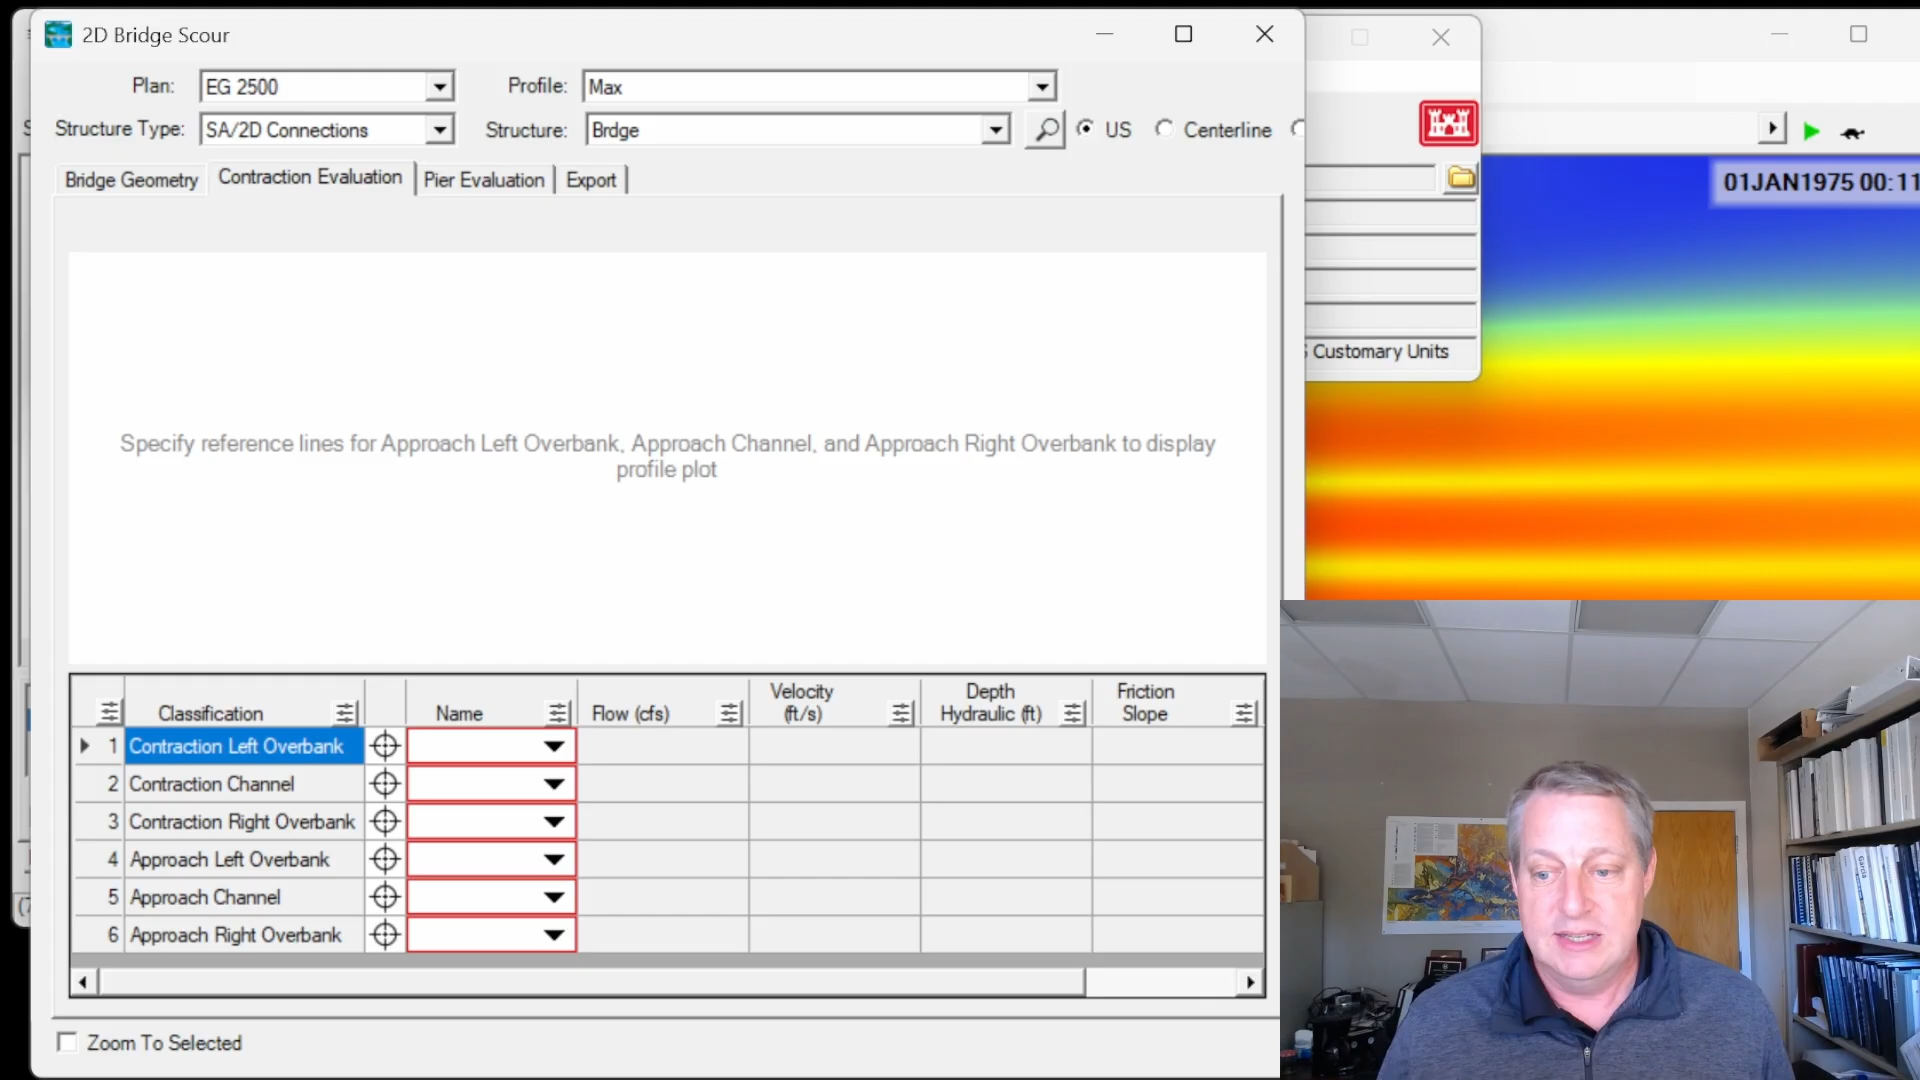 2D Bridge Scour
Plan: EG 2500 Profile: Max
Structure Type: SA/2D Connections Structure: Brdge US Centerline
Bridge Geometry Contraction Evaluation Pier Evaluation Export
01JAN1975 00:11
Customary Units
Specify reference lines for Approach Left Overbank, Approach Channel, and Approach Right Overbank to display
profile plot
Classification Name Flow (cfs) Velocity (ft/s) Depth Hydraulic (ft) Friction Slope
1 Contraction Left Overbank
2 Contraction Channel
3 Contraction Right Overbank
4 Approach Left Overbank
5 Approach Channel
6 Approach Right Overbank
Zoom To Selected
Garcia